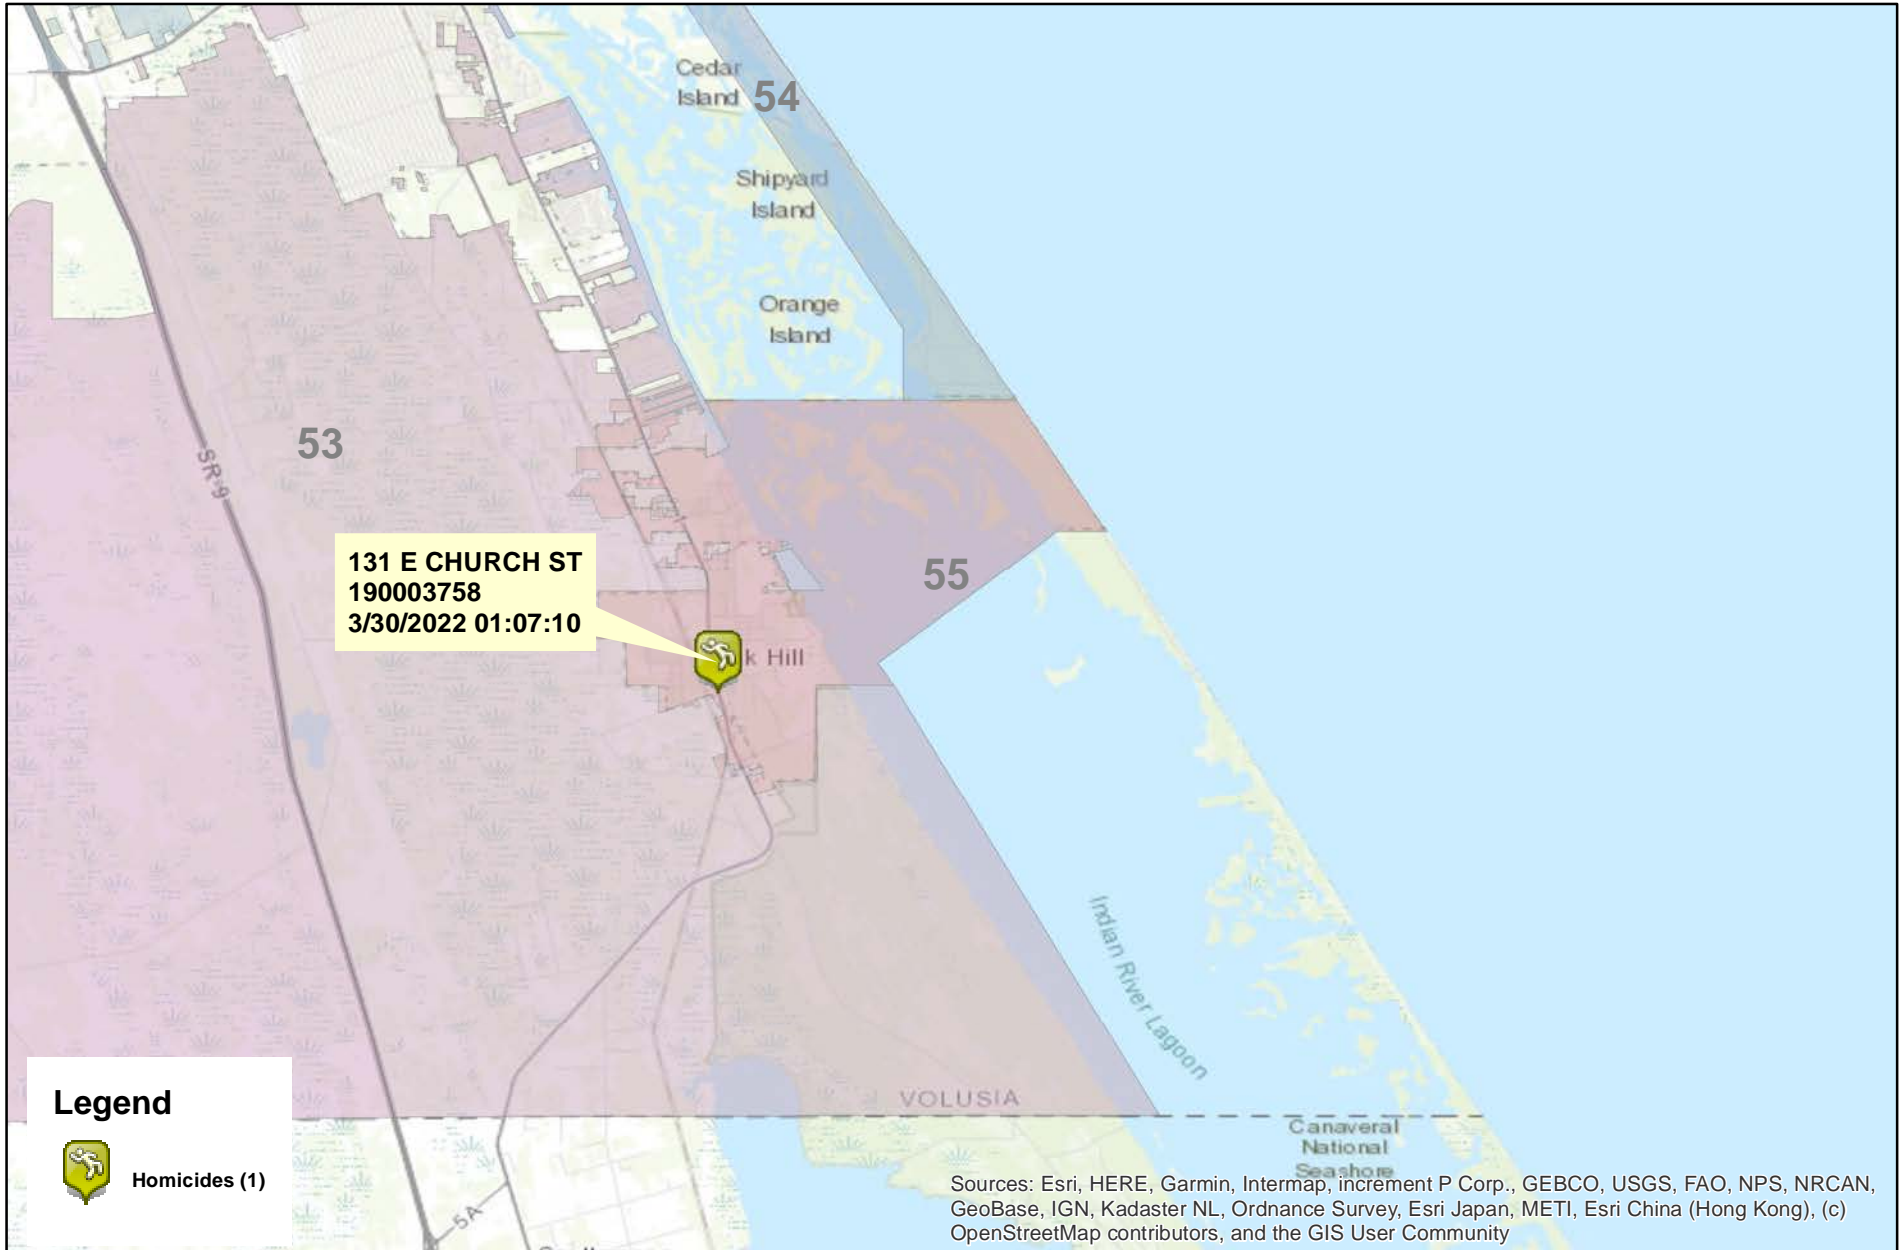 Cedar
Island
54
Shipyard
Island
Orange
Island
53
SR 9
131 E CHURCH ST
190003758
3/30/2022 01:07:10
55
k Hill
Indian River Lagoon
VOLUSIA
Canaveral
National
Seashore
Legend
Homicides (1)
5A
Sources: Esri, HERE, Garmin, Intermap, increment P Corp., GEBCO, USGS, FAO, NPS, NRCAN,
GeoBase, IGN, Kadaster NL, Ordnance Survey, Esri Japan, METI, Esri China (Hong Kong), (c)
OpenStreetMap contributors, and the GIS User Community